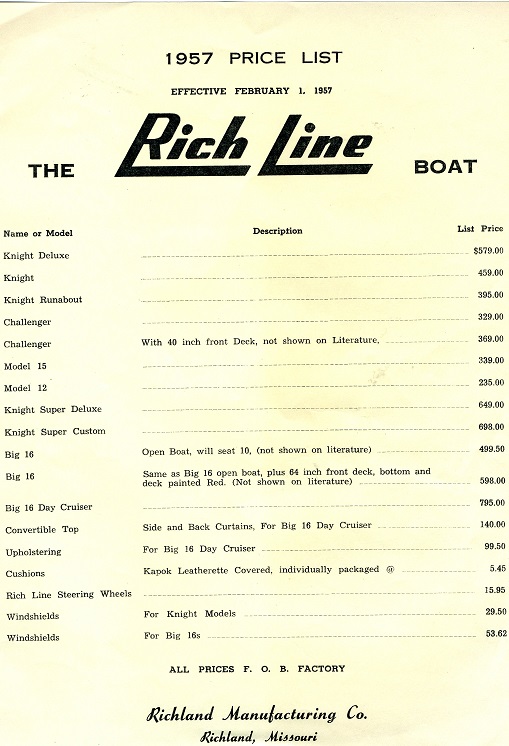 1957 PRICE LIST
EFFECTIVE FEBRUARY 1, 1957
THE Rich Line BOAT
Name or Model Description List Price
Knight Deluxe $579.00
Knight 459.00
Knight Runabout 395.00
Challenger 329.00
Challenger With 40 inch front Deck, not shown on Literature. 369.00
Model 15 339.00
Model 12 235.00
Knight Super Deluxe 649.00
Knight Super Custom 698.00
Big 16 Open Boat, will seat 10, (not shown on literature) 499.50
Big 16 Same as Big 16 open boat, plus 64 inch front deck, bottom and
deck painted Red. (Not shown on literature) 598.00
Big 16 Day Cruiser 795.00
Convertible Top Side and Back Curtains, For Big 16 Day Cruiser 140.00
Upholstering For Big 16 Day Cruiser 99.50
Cushions Kapok Leatherette Covered, individually packaged @ 5.45
Rich Line Steering Wheels 15.95
Windshields For Knight Models 29.50
Windshields For Big 16s 53.62
ALL PRICES F. O. B. FACTORY
Richland Manufacturing Co.
Richland, Missouri